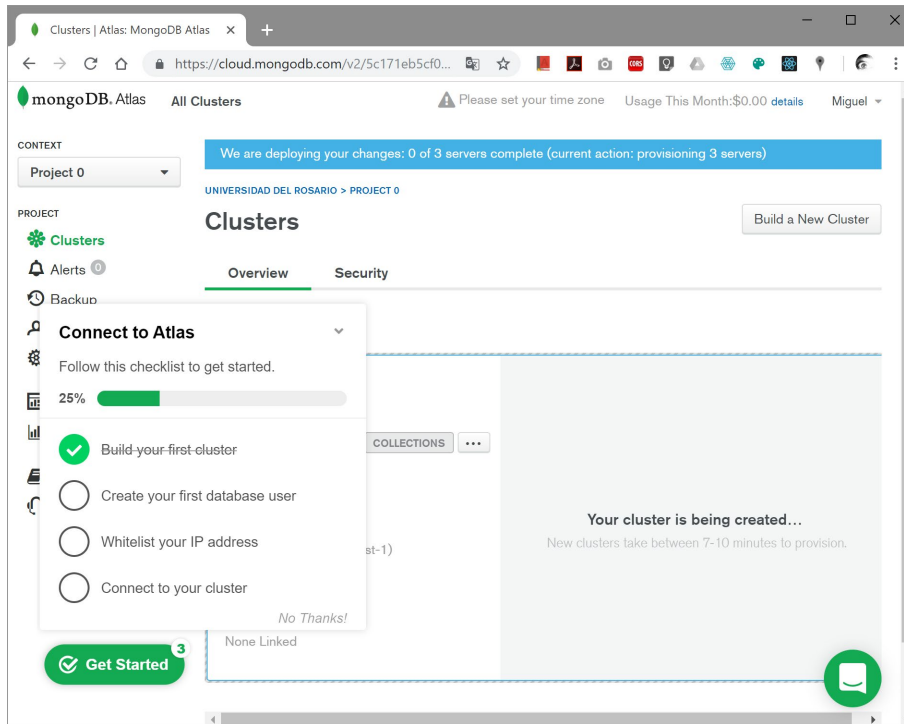 Clusters | Atlas: MongoDB Atlas
https://cloud.mongodb.com/v2/5c171eb5cf0...
mongoDB. Atlas All Clusters Please set your time zone Usage This Month:$0.00 details Miguel
CONTEXT
Project 0
We are deploying your changes: 0 of 3 servers complete (current action: provisioning 3 servers)
UNIVERSIDAD DEL ROSARIO > PROJECT 0
PROJECT
Clusters
Build a New Cluster
Clusters
Alerts 0
Overview Security
Backup
Connect to Atlas
Follow this checklist to get started.
25%
Build your first cluster
COLLECTIONS ...
Create your first database user
Your cluster is being created...
Whitelist your IP address
st-1)
New clusters take between 7-10 minutes to provision.
Connect to your cluster
No Thanks!
None Linked
Get Started 3